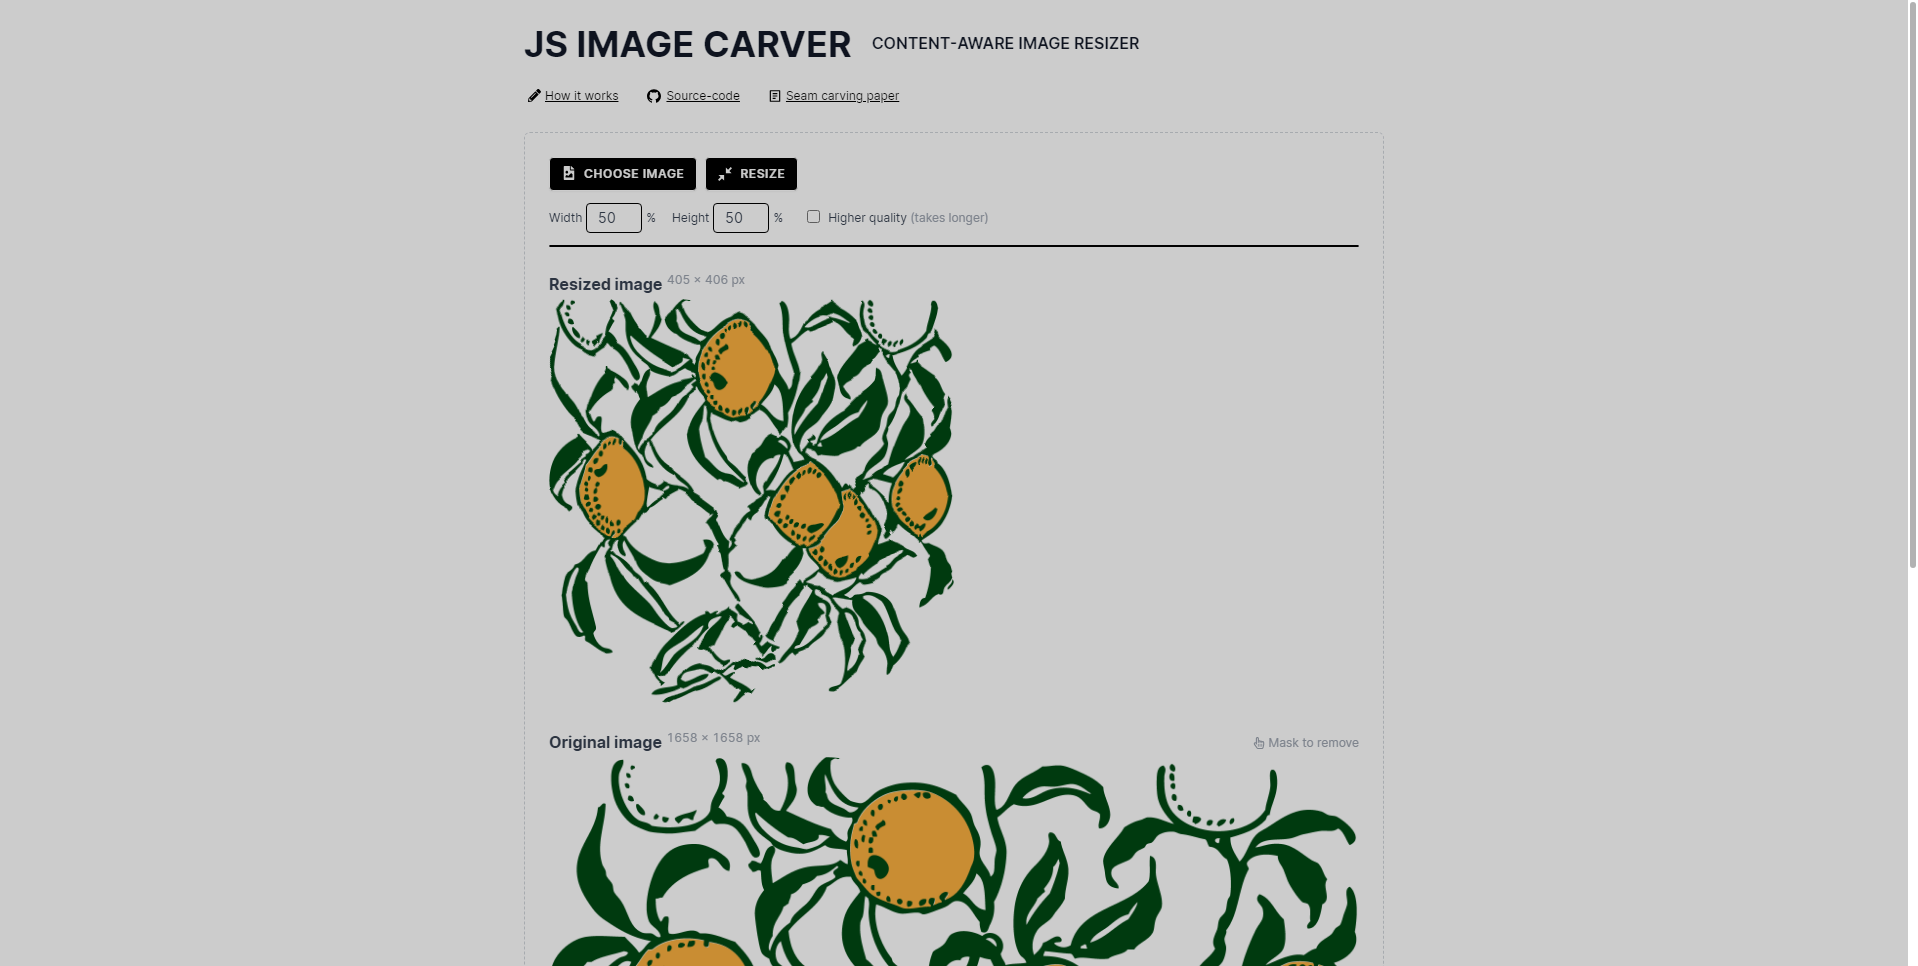 JS IMAGE CARVER CONTENT-AWARE IMAGE RESIZER
How it works Source-code Seam carving paper
CHOOSE IMAGE RESIZE
Width 50 % Height 50 % Higher quality (takes longer)
Resized image 405 × 406 px
Original image 1658 × 1658 px Mask to remove